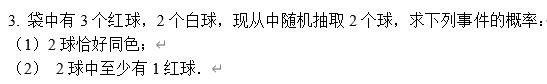 3. 袋中有 3 个红球，2 个白球，现从中随机抽取 2 个球，求下列事件的概率：
（1）2 球恰好同色；↵
（2） 2 球中至少有 1 红球．↵